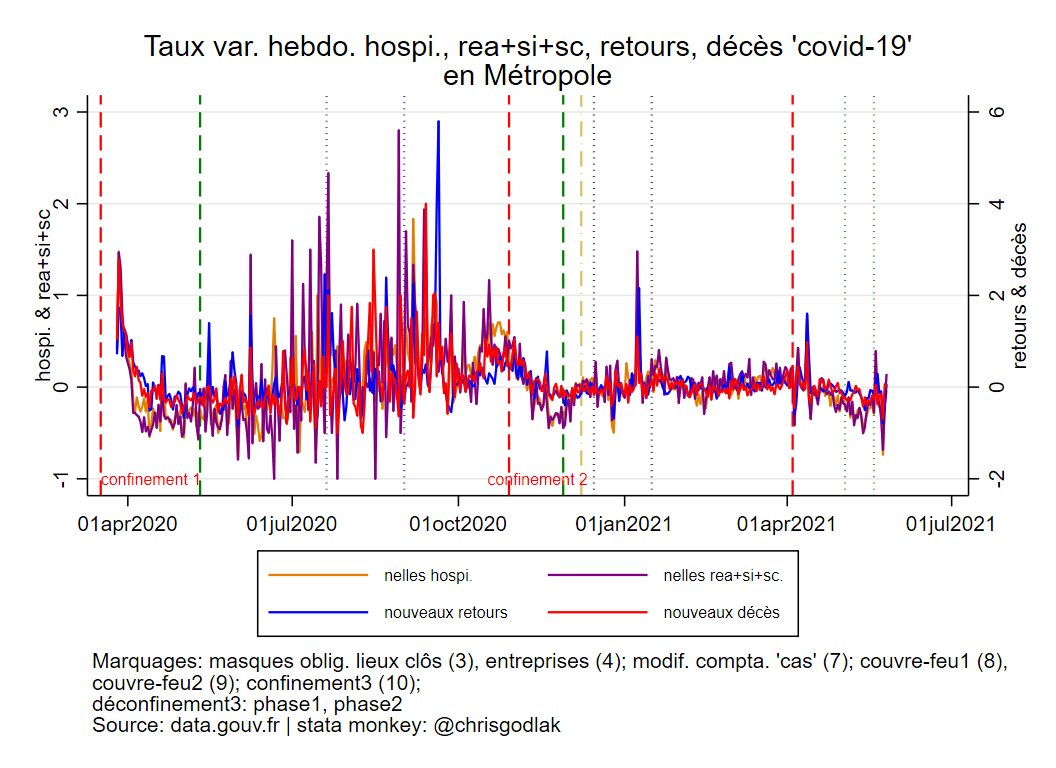 Taux var. hebdo. hospi., rea+si+sc, retours, décès 'covid-19'
en Métropole
hospi. & rea+si+sc
3
2
1
0
-1
6
4
2
0
-2
retours & décès
confinement 1
confinement 2
01apr2020
01jul2020
01oct2020
01jan2021
01apr2021
01jul2021
nelles hospi.
nelles rea+si+sc.
nouveaux retours
nouveaux décès
Marquages: masques oblig. lieux clôs (3), entreprises (4); modif. compta. 'cas' (7); couvre-feu1 (8),
couvre-feu2 (9); confinement3 (10);
déconfinement3: phase1, phase2
Source: data.gouv.fr | stata monkey: @chrisgodlak